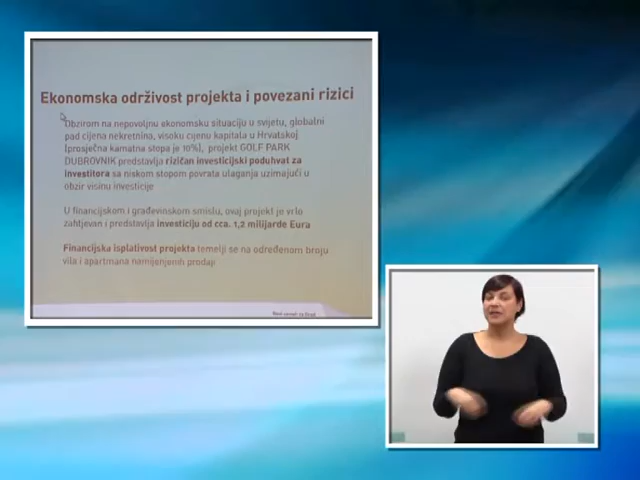 Ekonomska održivost projekta i povezani rizici
Obzirom na nepovoljnu ekonomsku situaciju u svijetu, globalni
pad cijena nekretnina, visoku cijenu kapitala u Hrvatskoj
(prosječna kamatna stopa je 10%), projekt GOLF PARK
DUBROVNIK predstavlja rizičan investicijski poduhvat za
investitora sa niskom stopom povrata ulaganja uzimajući u
obzir visinu investicije
U financijskom i građevinskom smislu, ovaj projekt je vrlo
zahtjevan i predstavlja investiciju od cca. 1,2 milijarde Eura
Financijska isplativost projekta temelji se na određenom broju
vila i apartmana namijenjenih prodaji